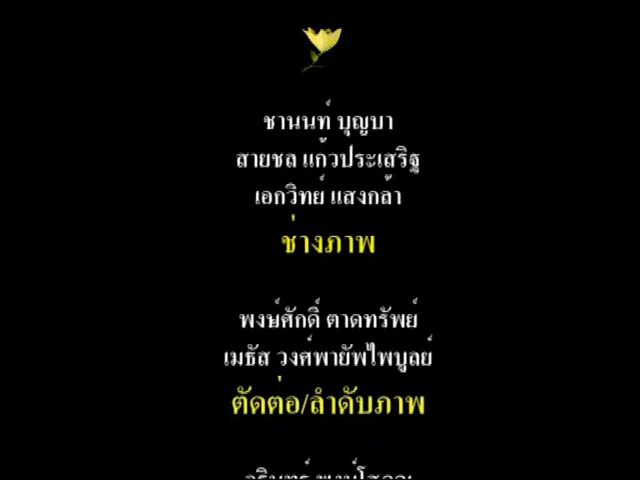 ชานนท์ บุญบา
สายชล แก้วประเสริฐ
เอกวิทย์ แสงกล้า
ช่างภาพ
พงษ์ศักดิ์ ตาดทรัพย์
เมธัส วงศ์พายัพไพบูลย์
ตัดต่อ/ลำดับภาพ